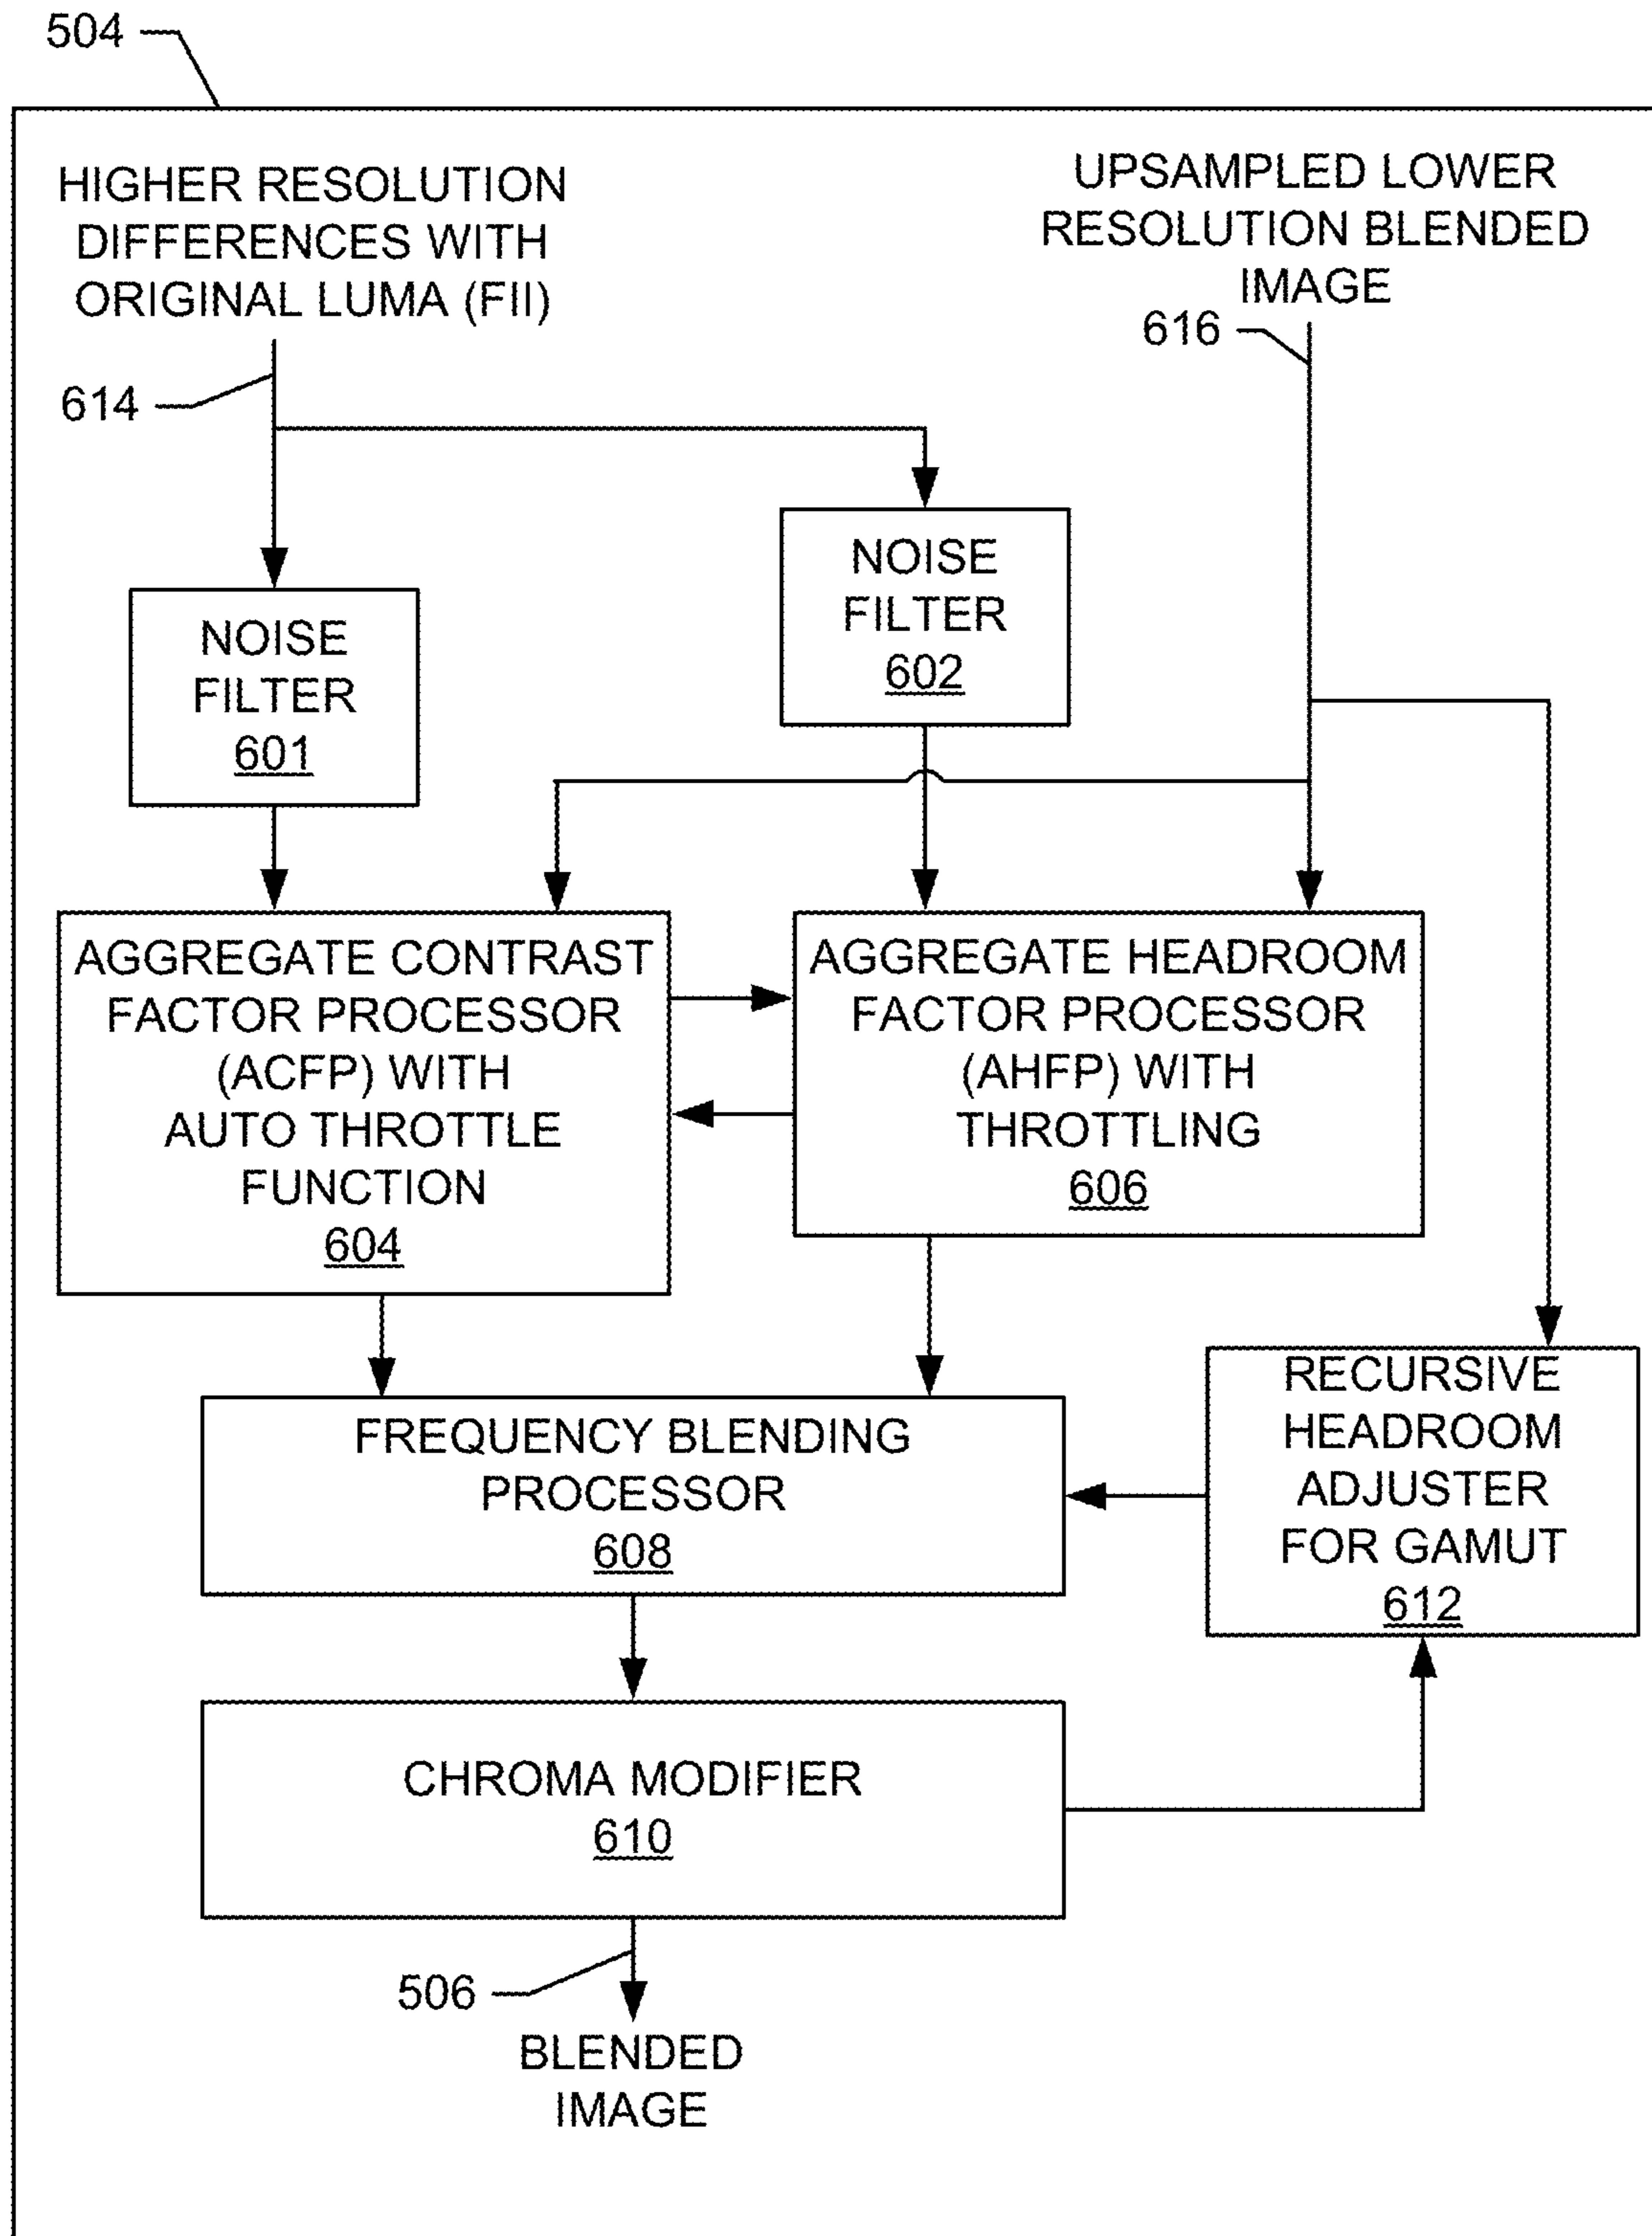 504
HIGHER RESOLUTION
DIFFERENCES WITH
ORIGINAL LUMA (FII)
614
UPSAMPLED LOWER
RESOLUTION BLENDED
IMAGE
616
NOISE
FILTER
601
NOISE
FILTER
602
AGGREGATE CONTRAST
FACTOR PROCESSOR
(ACFP) WITH
AUTO THROTTLE
FUNCTION
604
AGGREGATE HEADROOM
FACTOR PROCESSOR
(AHFP) WITH
THROTTLING
606
FREQUENCY BLENDING
PROCESSOR
608
RECURSIVE
HEADROOM
ADJUSTER
FOR GAMUT
612
CHROMA MODIFIER
610
506
BLENDED
IMAGE